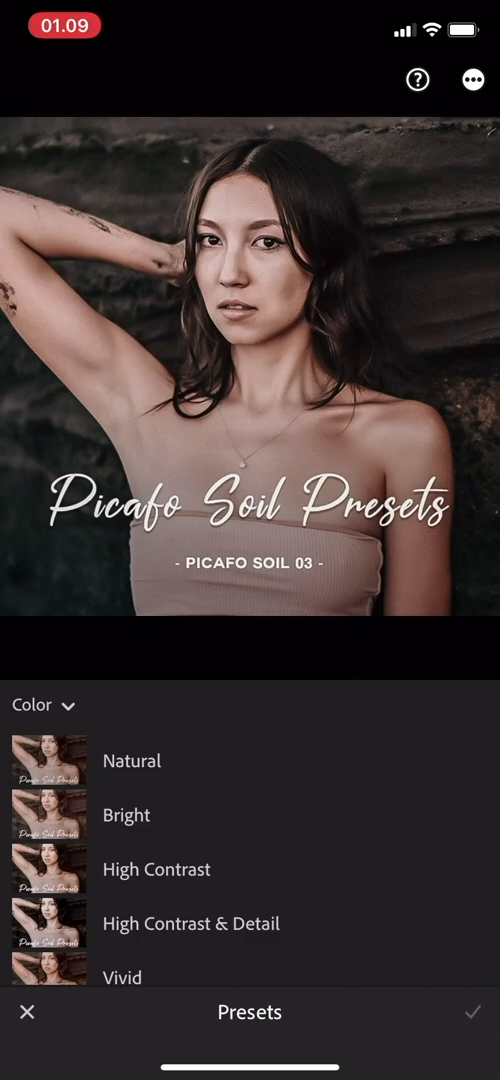 01.09
Picafo Soil Presets
- PICAFO SOIL 03 -
Color
Natural
Bright
High Contrast
High Contrast & Detail
Vivid
Presets